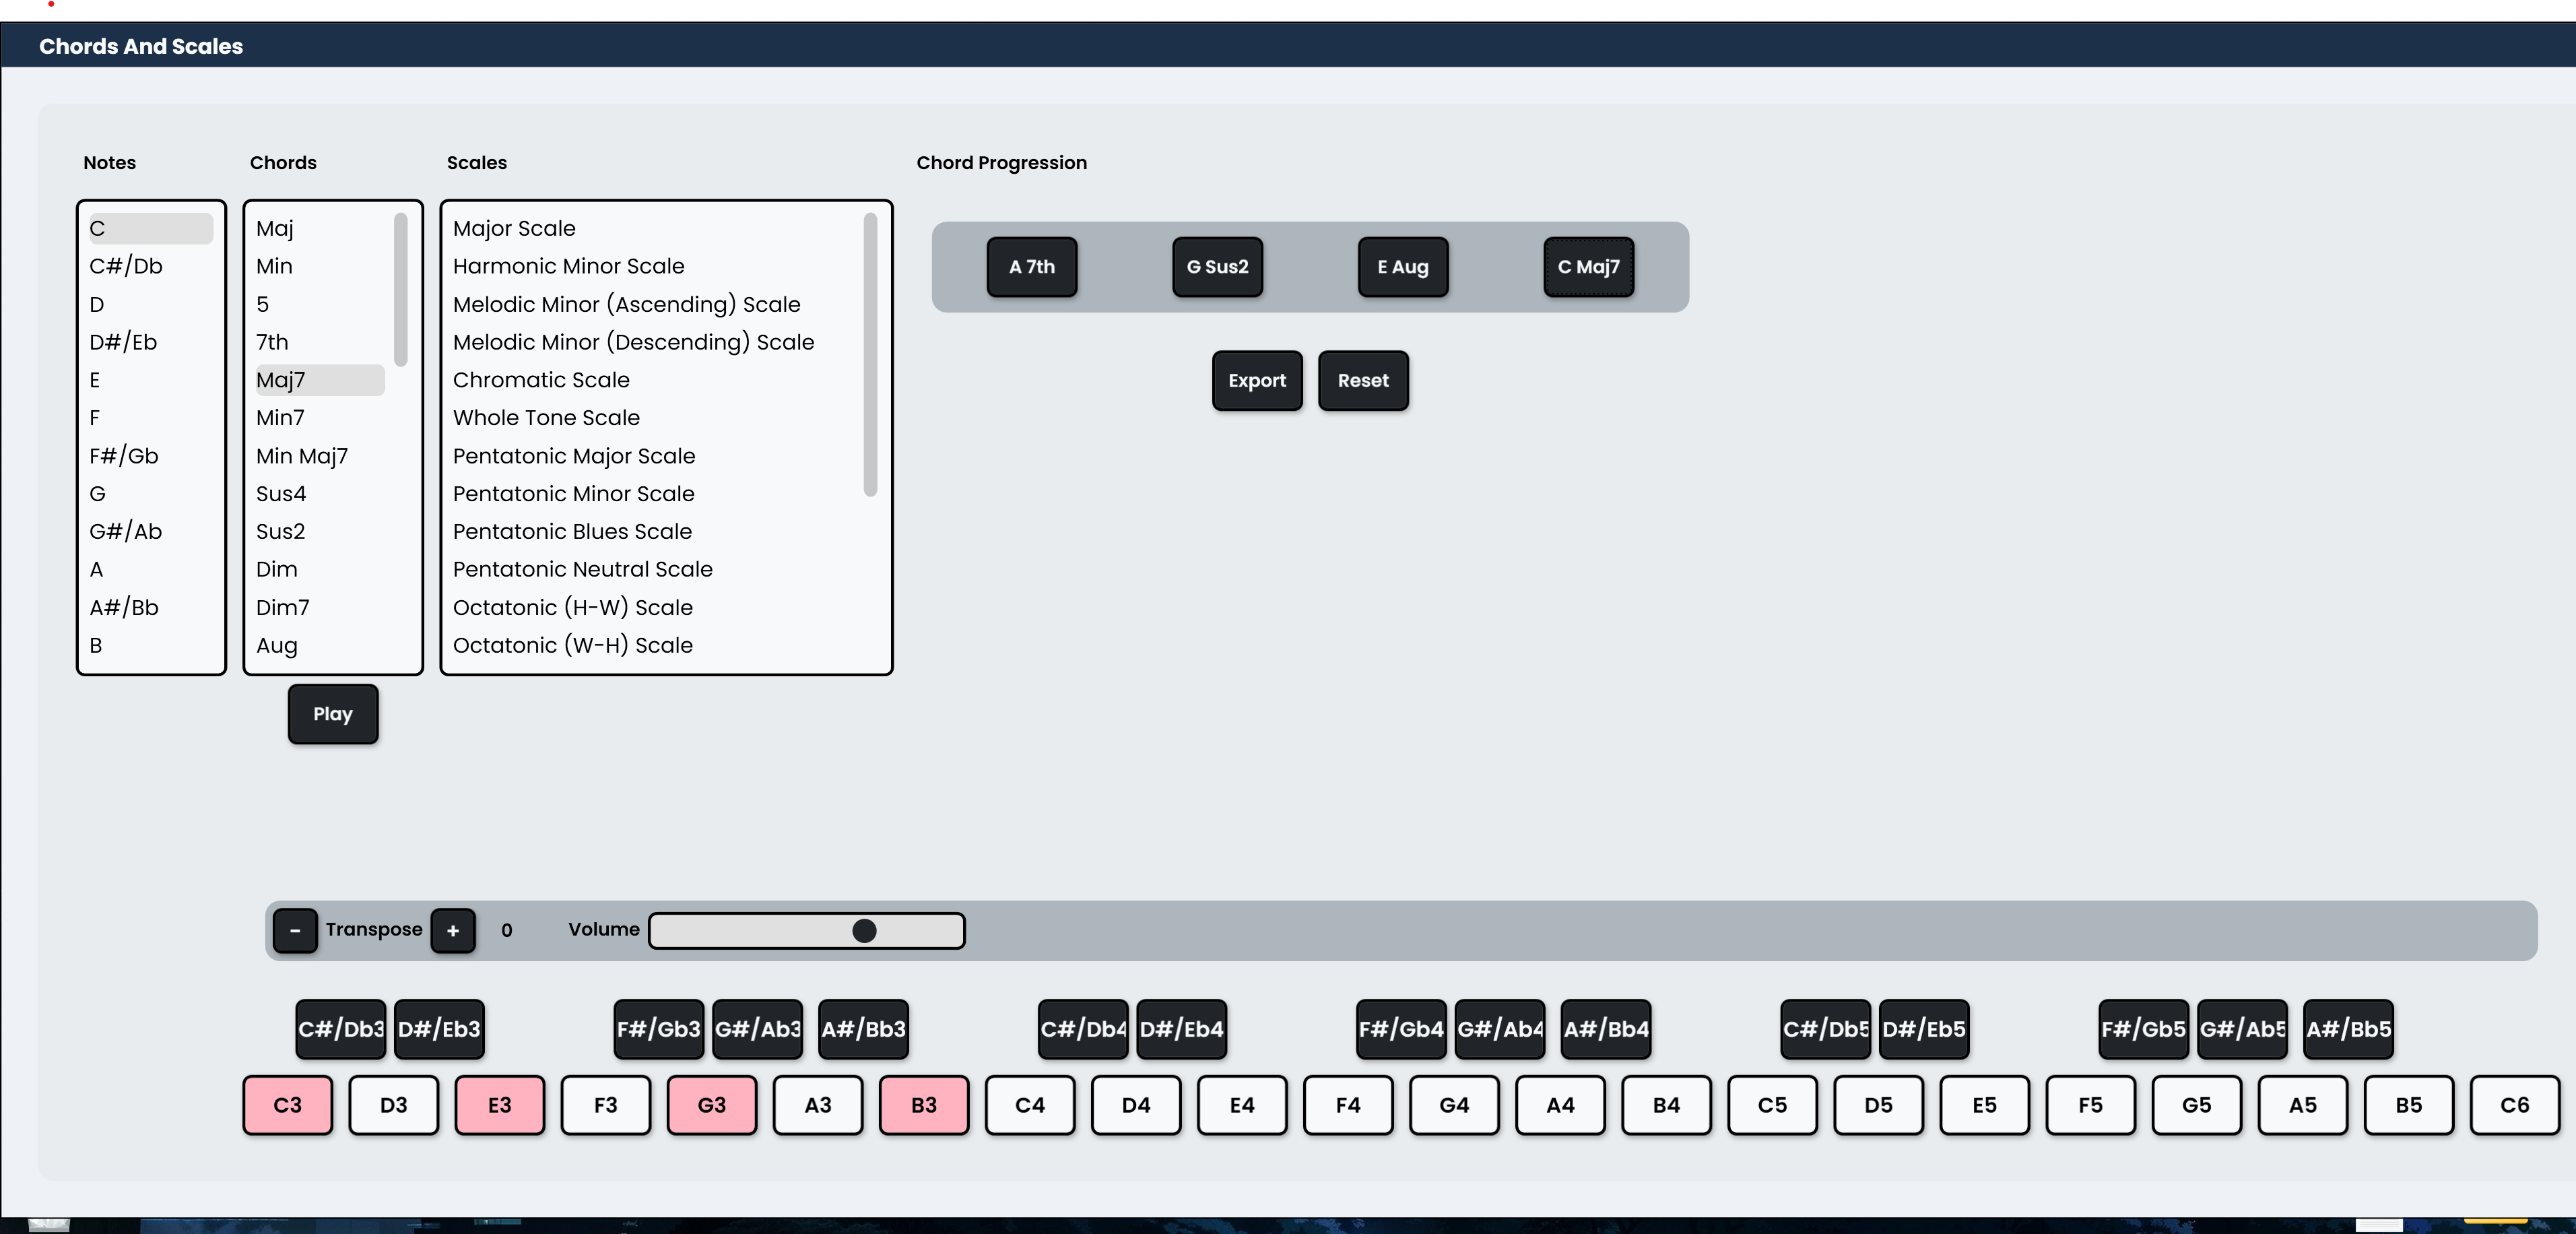 Chords And Scales
Notes
Chords
Scales
Chord Progression
C
C#/Db
D
D#/Eb
E
F
F#/Gb
G
G#/Ab
A
A#/Bb
B
Maj
Min
5
7th
Maj7
Min7
Min Maj7
Sus4
Sus2
Dim
Dim7
Aug
Major Scale
Harmonic Minor Scale
Melodic Minor (Ascending) Scale
Melodic Minor (Descending) Scale
Chromatic Scale
Whole Tone Scale
Pentatonic Major Scale
Pentatonic Minor Scale
Pentatonic Blues Scale
Pentatonic Neutral Scale
Octatonic (H-W) Scale
Octatonic (W-H) Scale
A 7th
G Sus2
E Aug
C Maj7
Export
Reset
Play
- Transpose + 0 Volume
C#/Db3 D#/Eb3 F#/Gb3 G#/Ab3 A#/Bb3 C#/Db4 D#/Eb4 F#/Gb4 G#/Ab4 A#/Bb4 C#/Db5 D#/Eb5 F#/Gb5 G#/Ab5 A#/Bb5
C3 D3 E3 F3 G3 A3 B3 C4 D4 E4 F4 G4 A4 B4 C5 D5 E5 F5 G5 A5 B5 C6